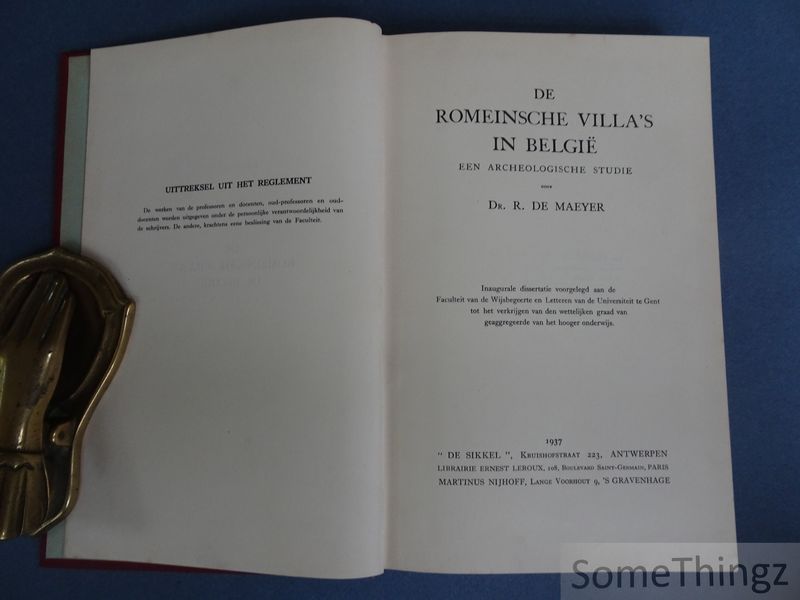 UITTREKSEL UIT HET REGLEMENT
De werken van de professoren en docenten, oud-professoren en oud-
docenten worden uitgegeven onder de persoonlijke verantwoordelijkheid van
de schrijvers. De andere, krachtens eene beslissing van de Faculteit.
DE
ROMEINSCHE VILLA'S
IN BELGIË
EEN ARCHEOLOGISCHE STUDIE
DOOR
DR. R. DE MAEYER
Inaugurale dissertatie voorgelegd aan de
Faculteit van de Wijsbegeerte en Letteren van de Universiteit te Gent
tot het verkrijgen van den wettelijken graad van
geaggregeerde van het hooger onderwijs.
1937
" DE SIKKEL ", KRUISHOFSTRAAT 223, ANTWERPEN
LIBRAIRIE ERNEST LEROUX, 108, BOULEVARD SAINT-GERMAIN, PARIS
MARTINUS NIJHOFF, LANGE VOORHOUT 9, 'S GRAVENHAGE
SomeThingz